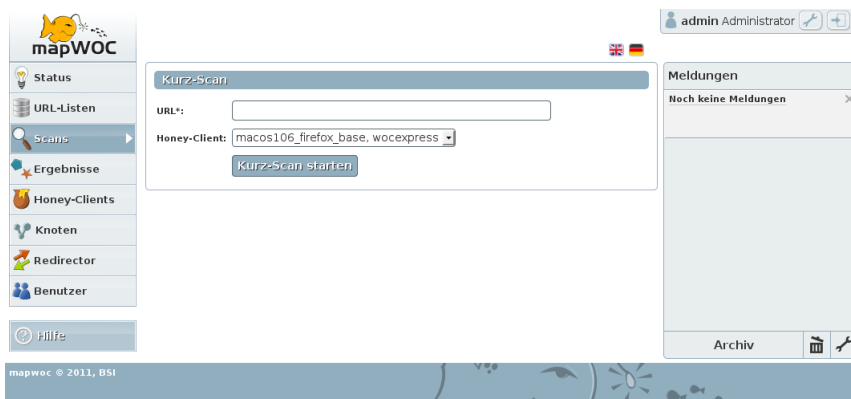 mapWOC
admin Administrator
Status
URL-Listen
Scans
Ergebnisse
Honey-Clients
Knoten
Redirector
Benutzer
Hilfe
Kurz-Scan
URL*:
Honey-Client: macos106_firefox_base, wocexpress
Kurz-Scan starten
Meldungen
Noch keine Meldungen
Archiv
mapwoc © 2011, BSI